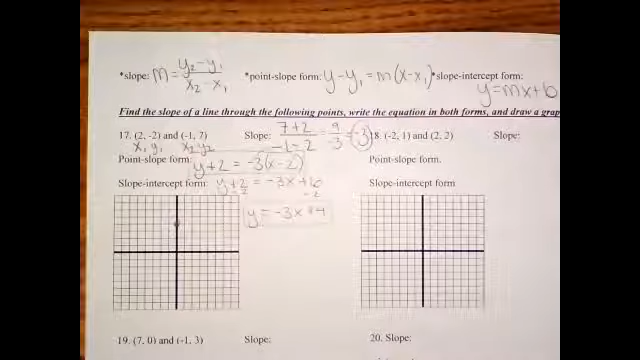 *slope: m = y₂ - y₁ / x₂ - x₁ *point-slope form: y - y₁ = m(x - x₁) *slope-intercept form: y = mx + b
Find the slope of a line through the following points, write the equation in both forms, and draw a grap
17. (2, -2) and (-1, 7) Slope: 7+2 / -1-2 = 9 / -3 = -3 18. (-2, 1) and (2, 2) Slope:
x₁ y₁ x₂ y₂
Point-slope form: y + 2 = -3(x - 2) Point-slope form.
Slope-intercept form: y + 2 = -3x + 6 Slope-intercept form
-2 -2
y = -3x + 4
19. (7, 0) and (-1, 3) Slope: 20. Slope: